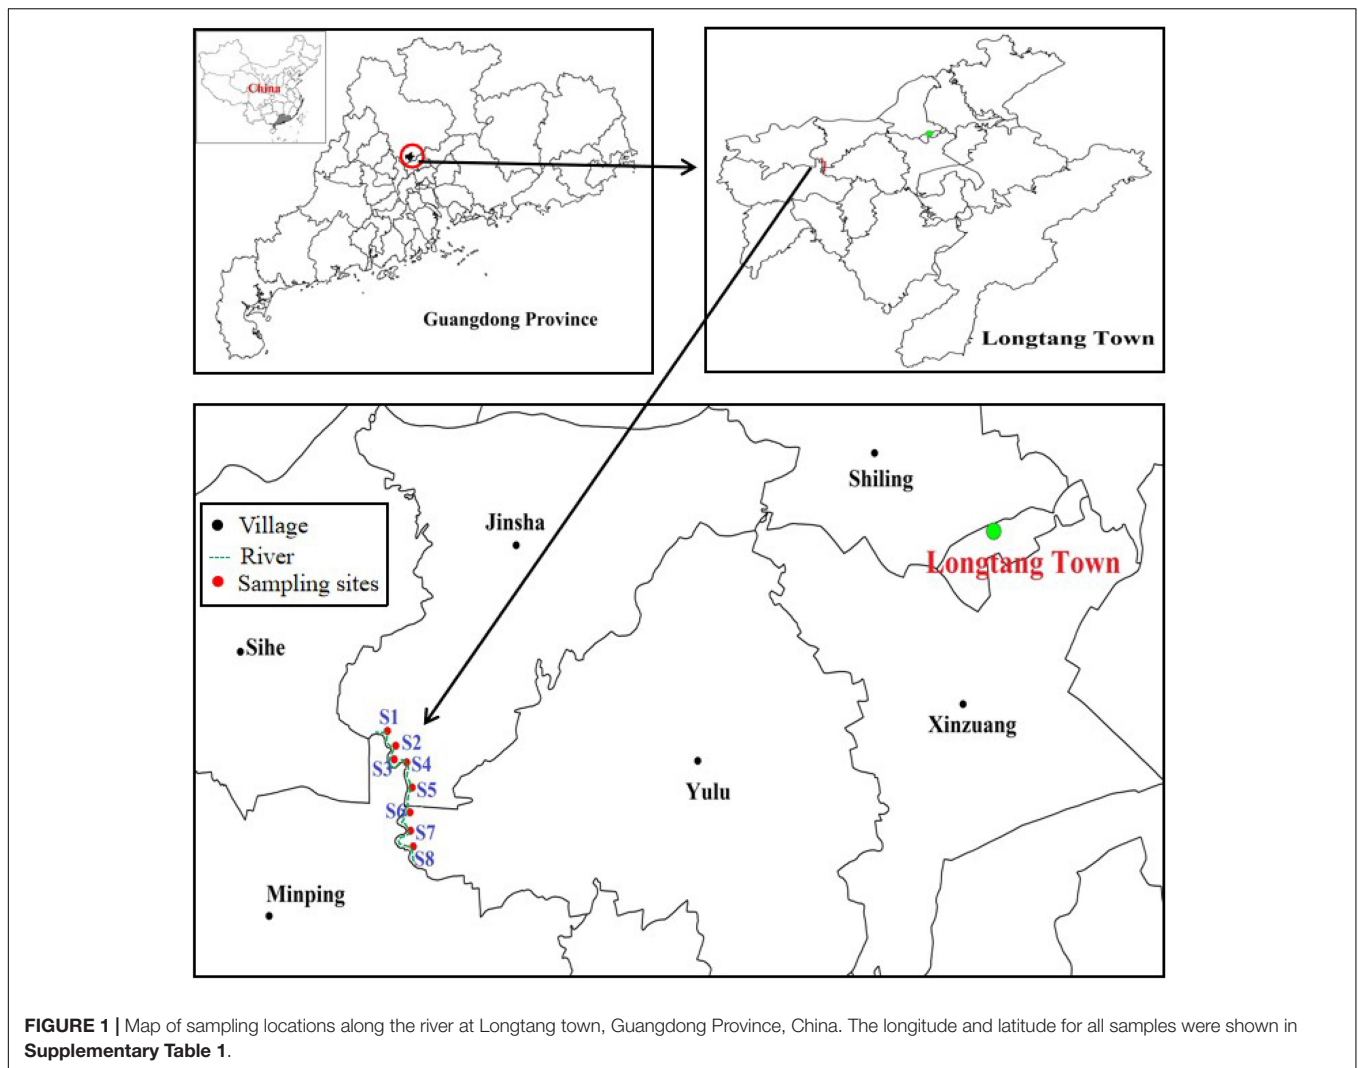 China
Guangdong Province
Longtang Town
Shiling
Jinsha
Longtang Town
Village
River
Sampling sites
Sihe
Xinzuang
Yulu
S1
S2
S3
S4
S5
S6
S7
S8
Minping
FIGURE 1 | Map of sampling locations along the river at Longtang town, Guangdong Province, China. The longitude and latitude for all samples were shown in
Supplementary Table 1.